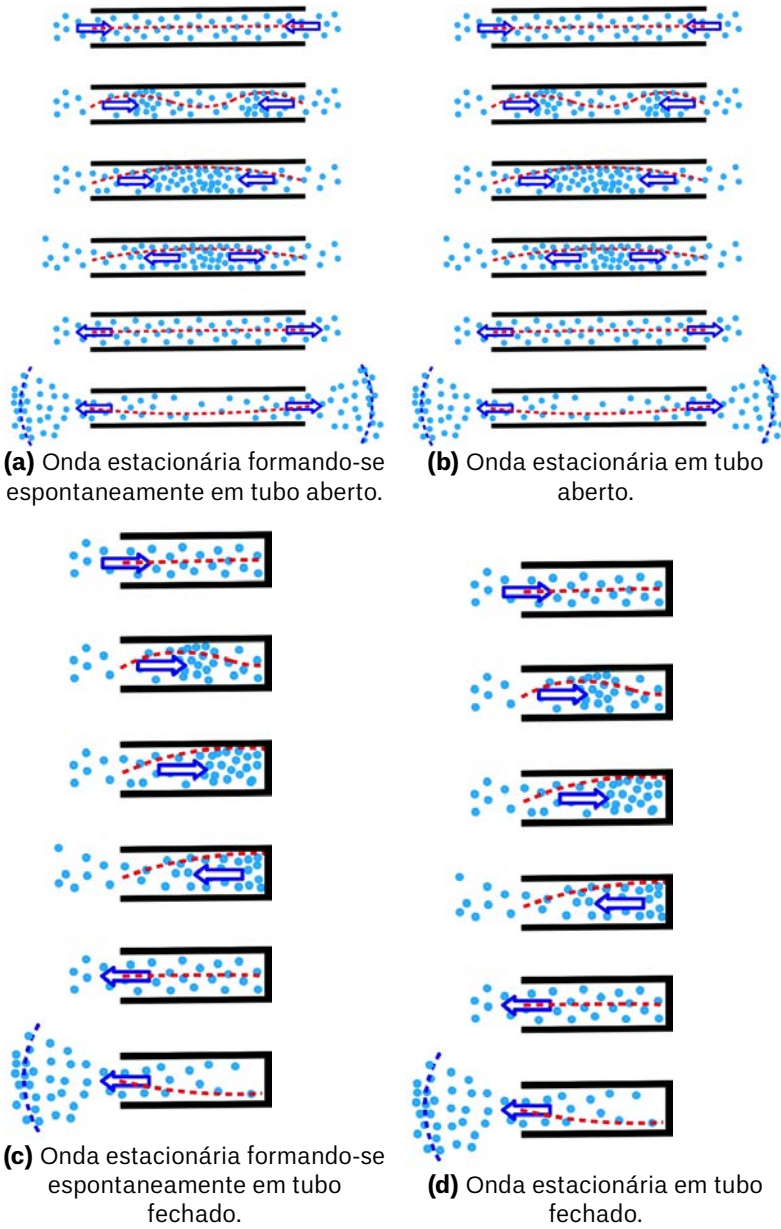 (a) Onda estacionária formando-se
espontaneamente em tubo aberto.
(b) Onda estacionária em tubo
aberto.
(c) Onda estacionária formando-se
espontaneamente em tubo
fechado.
(d) Onda estacionária em tubo
fechado.